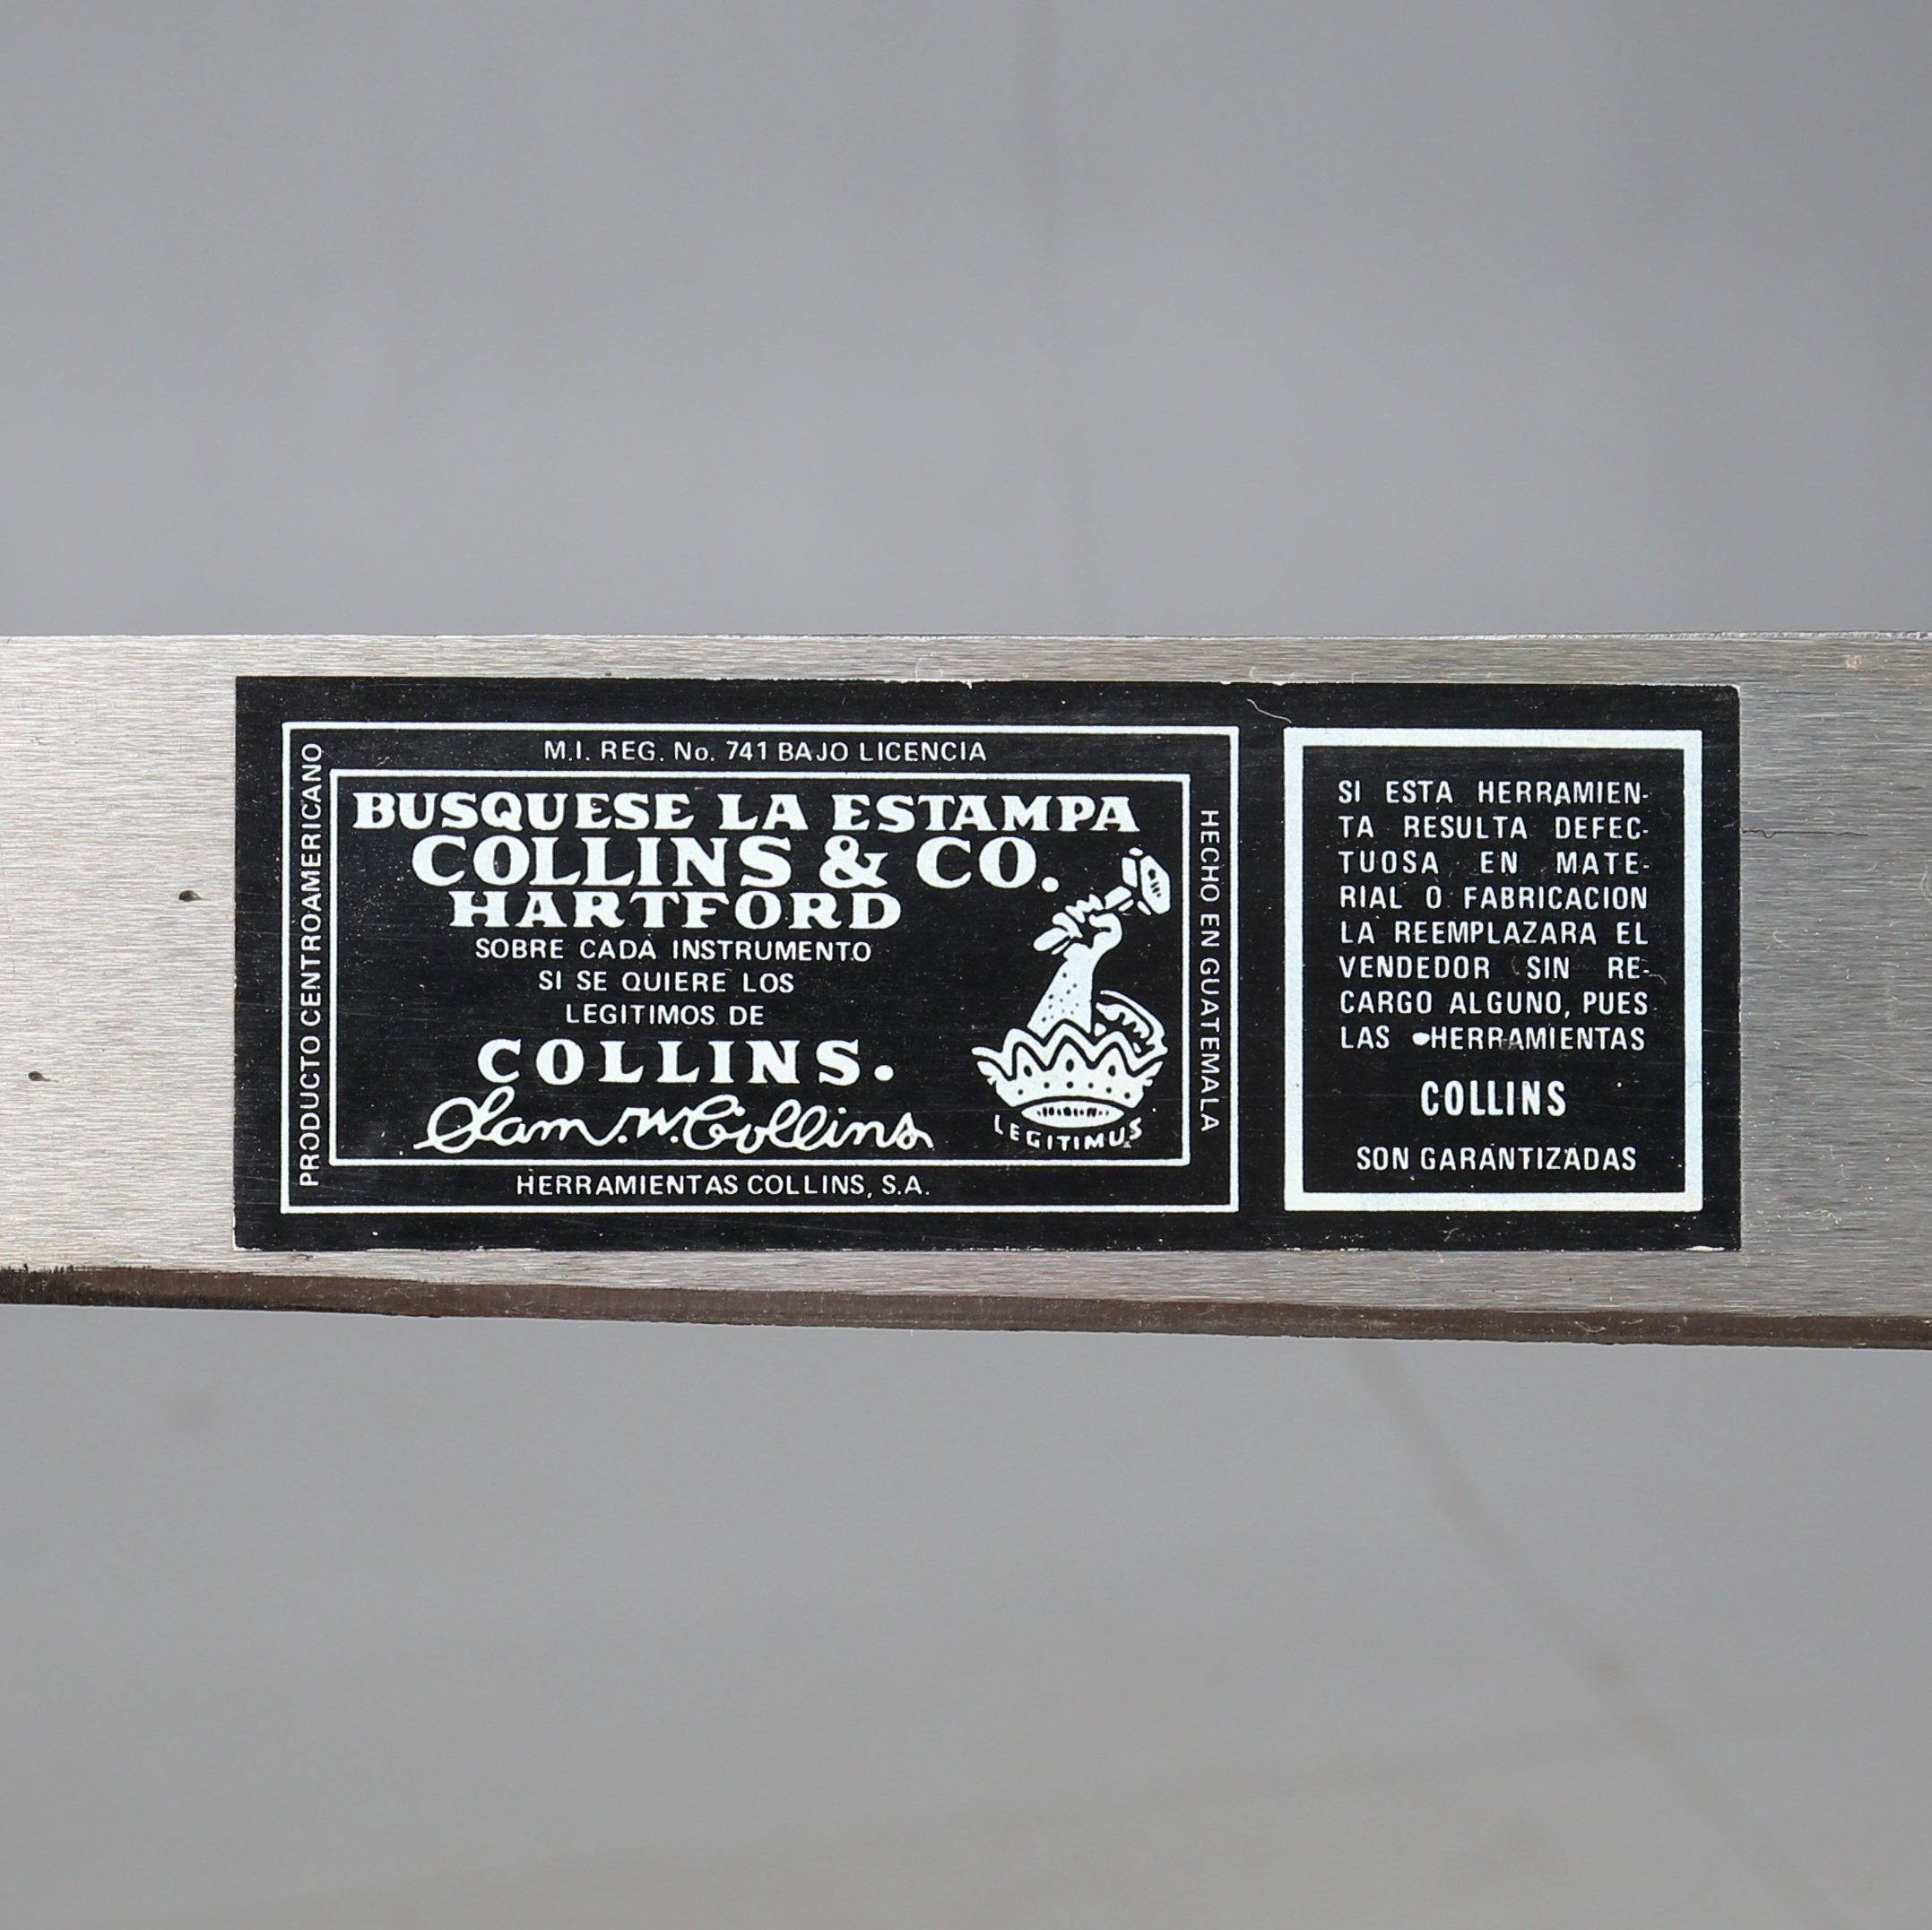 M.I. REG. No. 741 BAJO LICENCIA
PRODUCTO CENTROAMERICANO
BUSQUESE LA ESTAMPA
COLLINS & CO.
HARTFORD
SOBRE CADA INSTRUMENTO
SI SE QUIERE LOS
LEGITIMOS DE
COLLINS.
Sam. W. Collins
LEGITIMUS
HECHO EN GUATEMALA
HERRAMIENTAS COLLINS, S.A.
SI ESTA HERRAMIEN-
TA RESULTA DEFEC-
TUOSA EN MATE-
RIAL O FABRICACION
LA REEMPLAZARA EL
VENDEDOR SIN RE-
CARGO ALGUNO, PUES
LAS HERRAMIENTAS
COLLINS
SON GARANTIZADAS